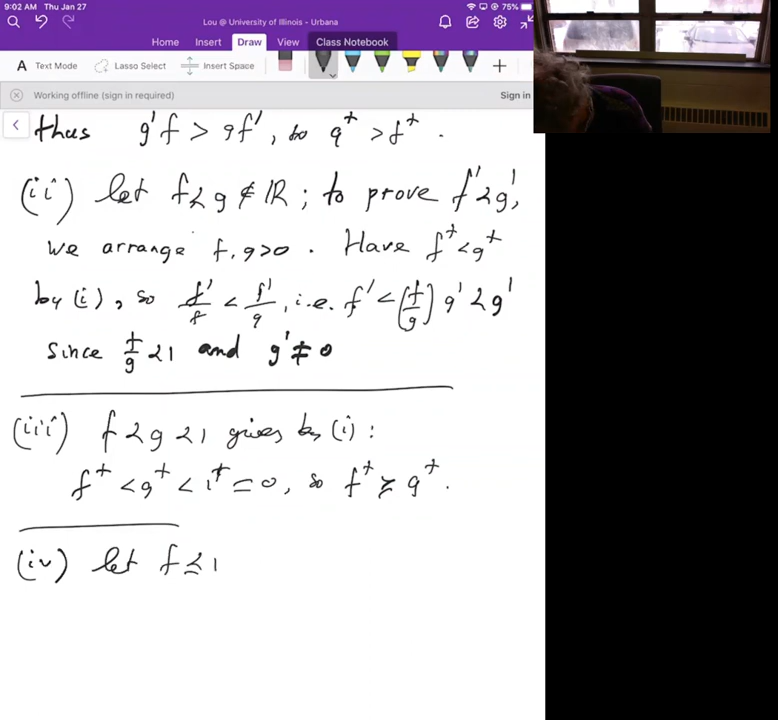 9:02 AM Thu Jan 27
75%
Lou @ University of Illinois - Urbana
Home Insert Draw View Class Notebook
A Text Mode Lasso Select Insert Space
Working offline (sign in required) Sign in
thus g'f > gf', so g† > f†.
(ii) let f ≺ g ∉ ℝ ; to prove f' ≺ g',
we arrange f, g > 0 . Have f† < g†
by (i), so f'/f < g'/g, i.e. f' < (f/g) g' ≺ g'
since f/g ≺ 1 and g' ≠ 0
(iii) f ≺ g ≺ 1 gives by (i) :
f† < g† < 1† = 0, so f† ≽ g† .
(iv) let f ≼ 1